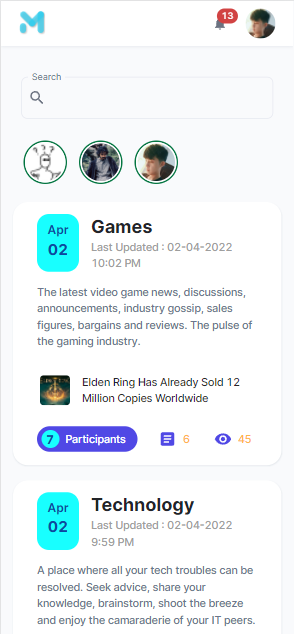 M
13
Search
? ? ?
Apr
02
Games
Last Updated : 02-04-2022
10:02 PM
The latest video game news, discussions,
announcements, industry gossip, sales
figures, bargains and reviews. The pulse of
the gaming industry.
Elden Ring Has Already Sold 12
Million Copies Worldwide
7 Participants 6 45
Apr
02
Technology
Last Updated : 02-04-2022
9:59 PM
A place where all your tech troubles can be
resolved. Seek advice, share your
knowledge, brainstorm, shoot the breeze
and enjoy the camaraderie of your IT peers.